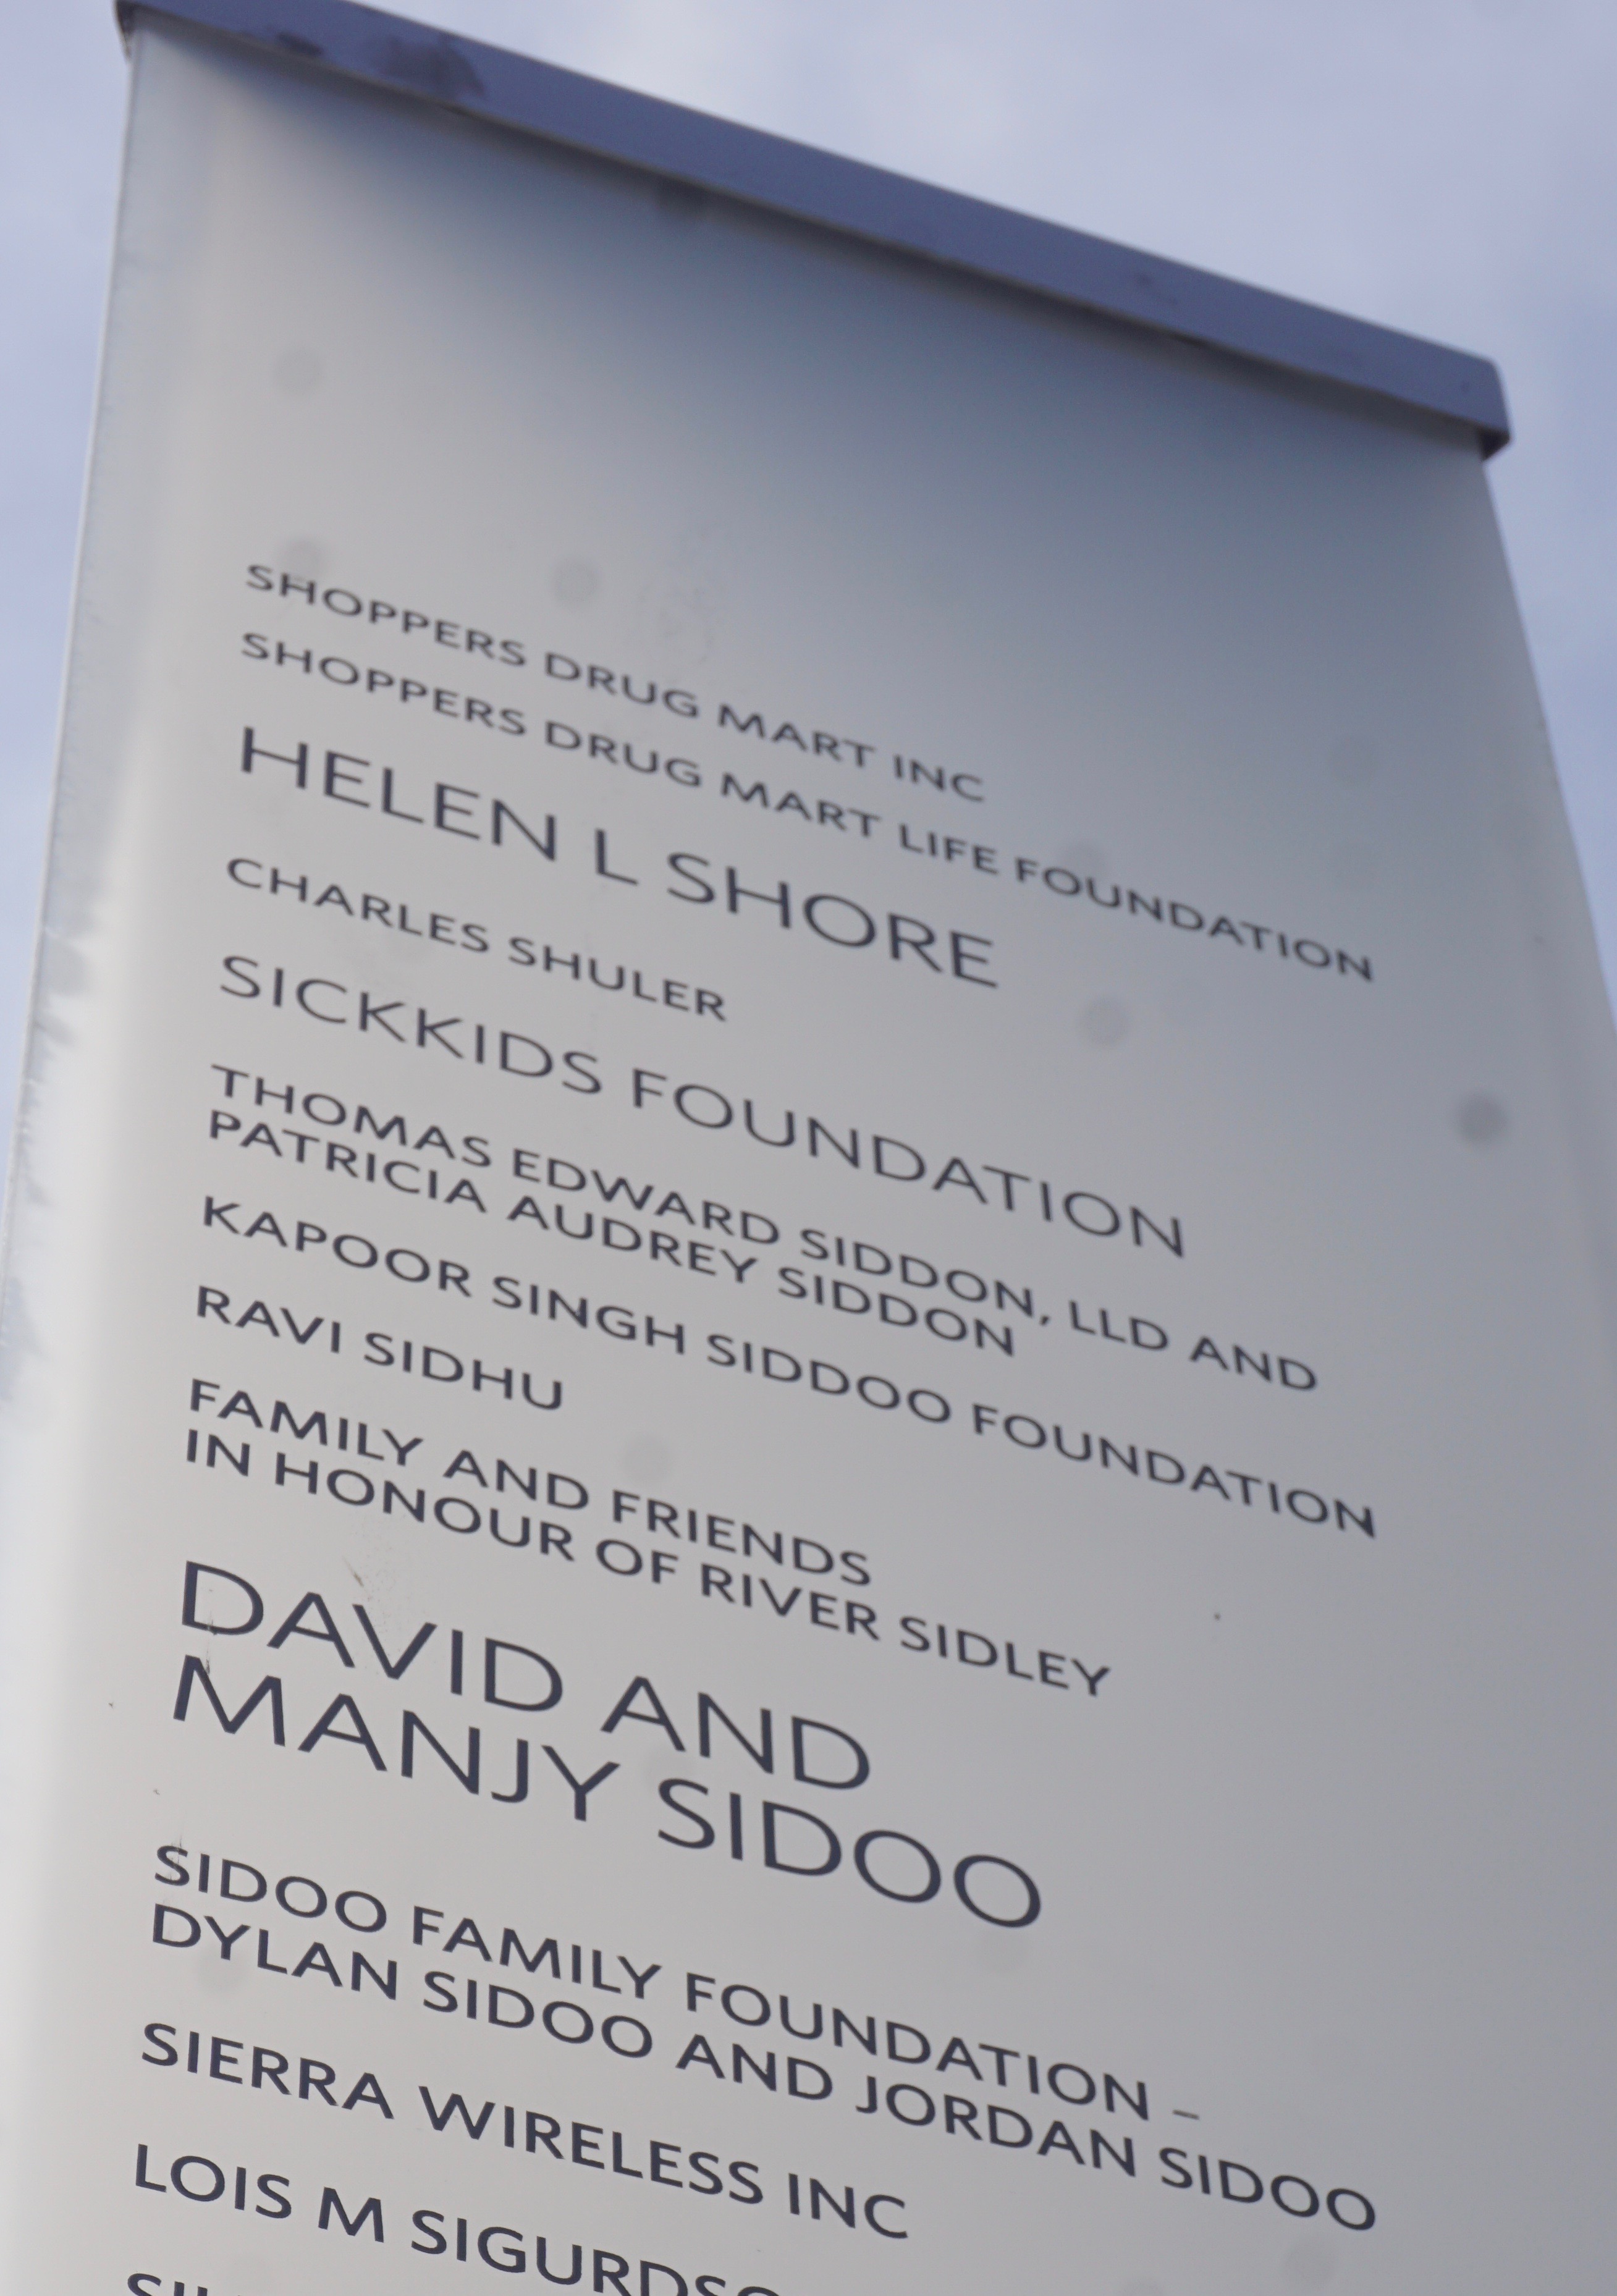 SHOPPERS DRUG MART INC
SHOPPERS DRUG MART LIFE FOUNDATION
HELEN L SHORE
CHARLES SHULER
SICKKIDS FOUNDATION
THOMAS EDWARD SIDDON, LLD AND
PATRICIA AUDREY SIDDON
KAPOOR SINGH SIDDOO FOUNDATION
RAVI SIDHU
FAMILY AND FRIENDS
IN HONOUR OF RIVER SIDLEY
DAVID AND
MANJY SIDOO
SIDOO FAMILY FOUNDATION –
DYLAN SIDOO AND JORDAN SIDOO
SIERRA WIRELESS INC
LOIS M